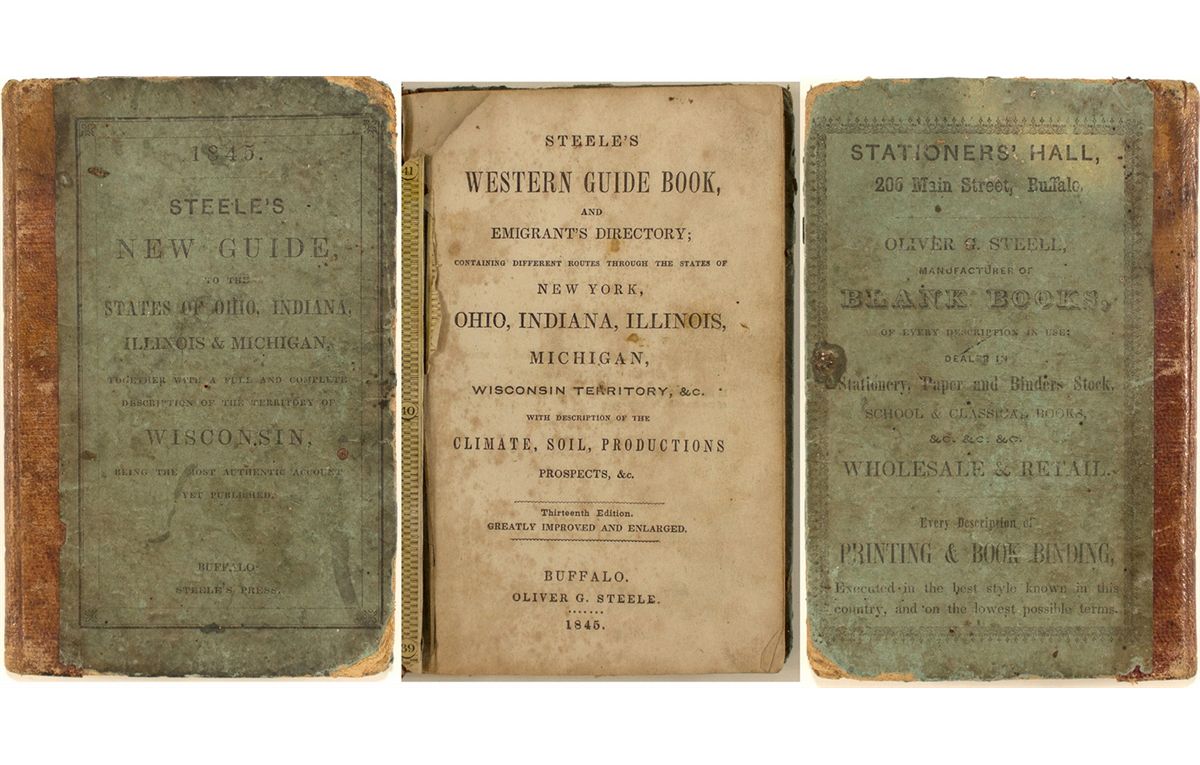 1845.
STEELE'S
NEW GUIDE,
TO THE
STATES OF OHIO, INDIANA,
ILLINOIS & MICHIGAN,
TOGETHER WITH A FULL AND COMPLETE
DESCRIPTION OF THE TERRITORY OF
WISCONSIN,
BEING THE MOST AUTHENTIC ACCOUNT
YET PUBLISHED.
BUFFALO:
STEELE'S PRESS.
41
10
39
STEELE'S
WESTERN GUIDE BOOK,
AND
EMIGRANT'S DIRECTORY;
CONTAINING DIFFERENT ROUTES THROUGH THE STATES OF
NEW YORK,
OHIO, INDIANA, ILLINOIS,
MICHIGAN,
WISCONSIN TERRITORY, &C.
WITH DESCRIPTION OF THE
CLIMATE, SOIL, PRODUCTIONS
PROSPECTS, &c.
Thirteenth Edition.
GREATLY IMPROVED AND ENLARGED.
BUFFALO.
OLIVER G. STEELE.
1845.
STATIONERS' HALL,
206 Main Street, Buffalo.
OLIVER G. STEELE,
MANUFACTURER OF
BLANK BOOKS,
OF EVERY DESCRIPTION IN USE;
DEALER IN
Stationery, Paper and Binders Stock,
SCHOOL & CLASSICAL BOOKS,
&C. &C. &C.
WHOLESALE & RETAIL.
Every Description of
PRINTING & BOOK BINDING,
Executed in the best style known in this
country, and on the lowest possible terms.